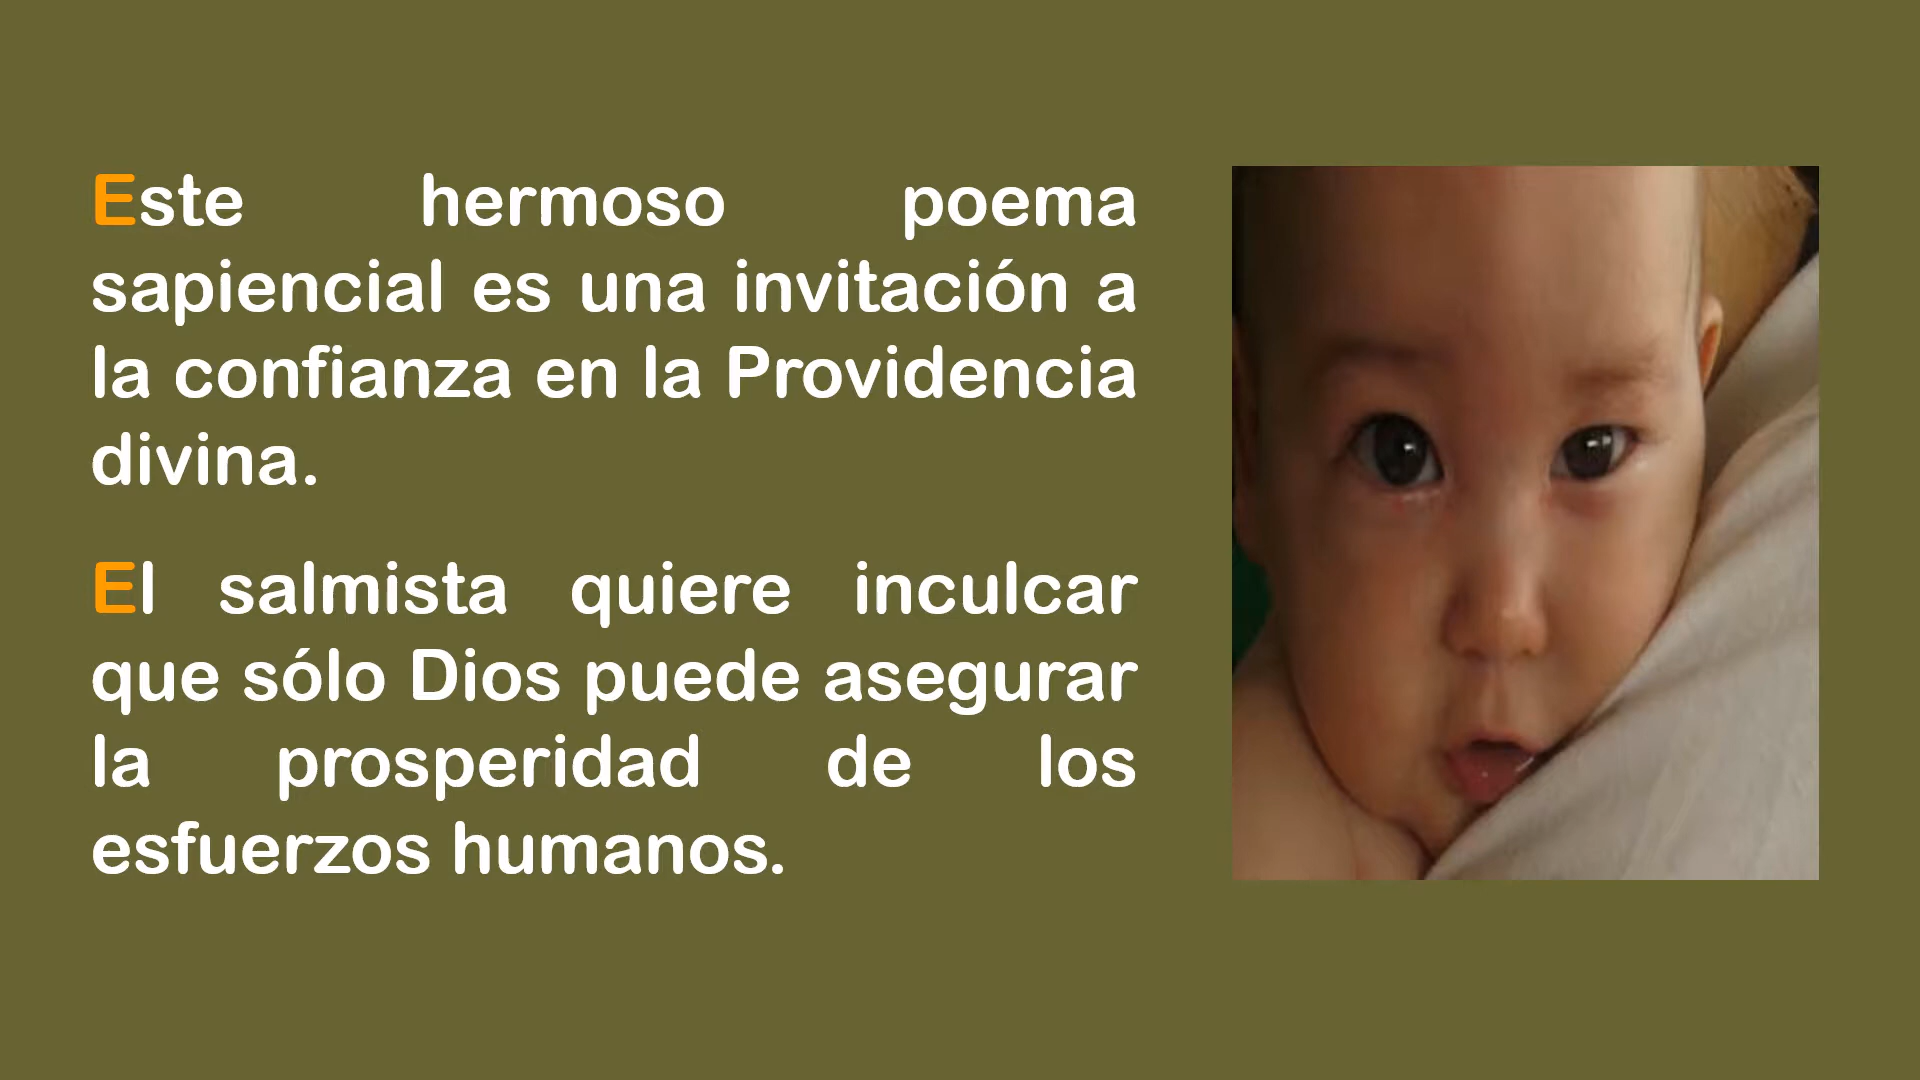 Este hermoso poema
sapiencial es una invitación a
la confianza en la Providencia
divina.
El salmista quiere inculcar
que sólo Dios puede asegurar
la prosperidad de los
esfuerzos humanos.